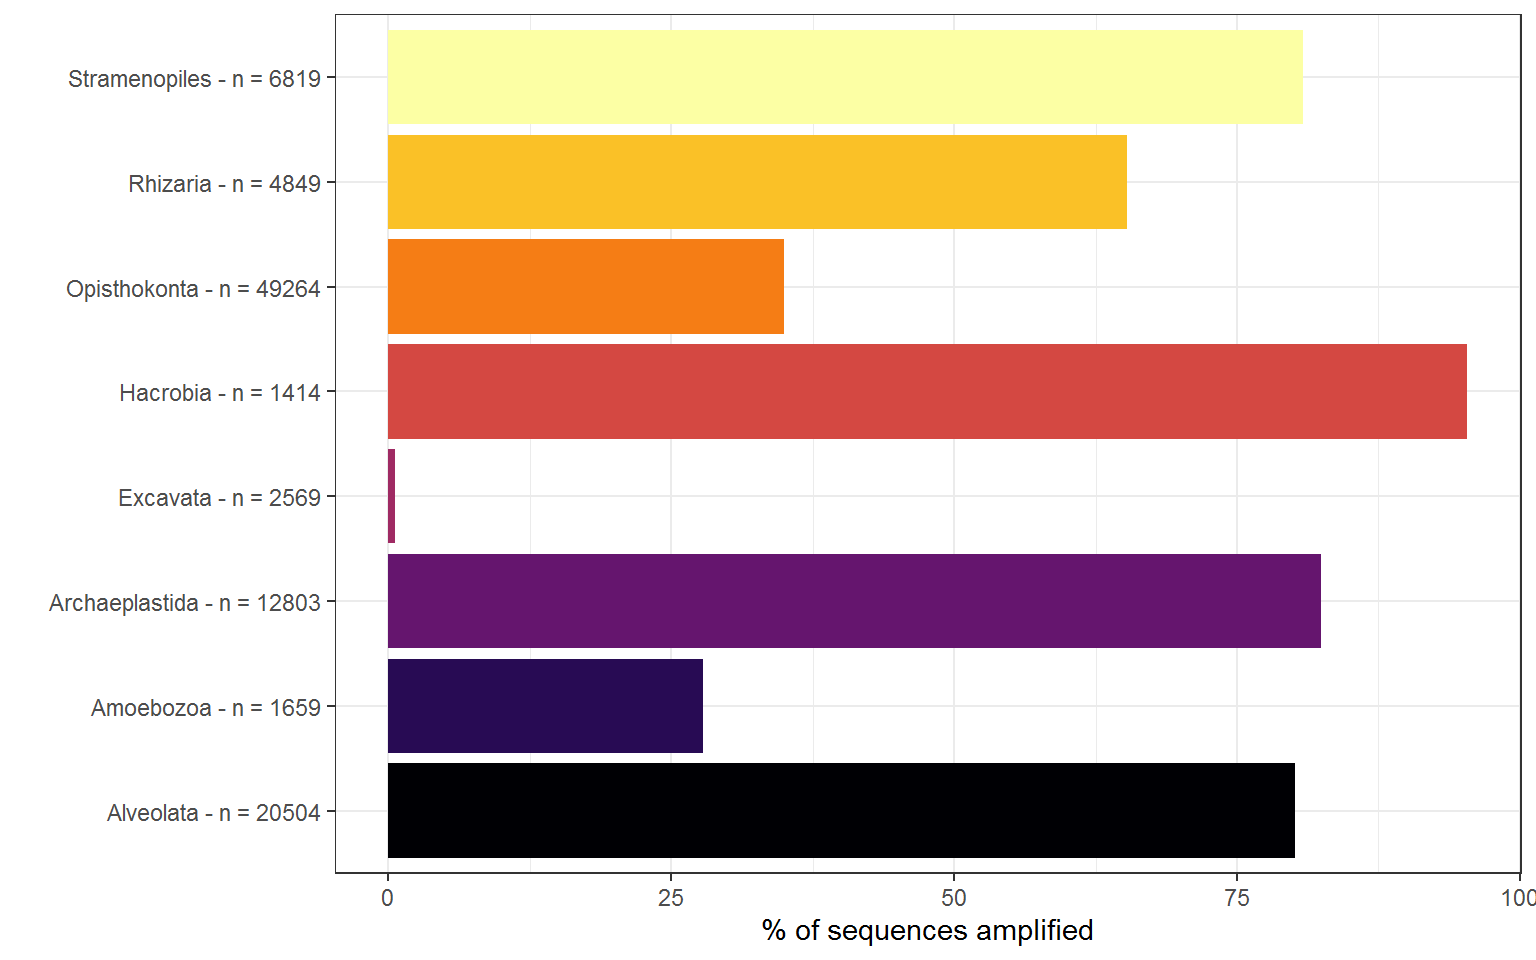 Stramenopiles - n = 6819
Rhizaria - n = 4849
Opisthokonta - n = 49264
Hacrobia - n = 1414
Excavata - n = 2569
Archaeplastida - n = 12803
Amoebozoa - n = 1659
Alveolata - n = 20504
0 25 50 75 100
% of sequences amplified